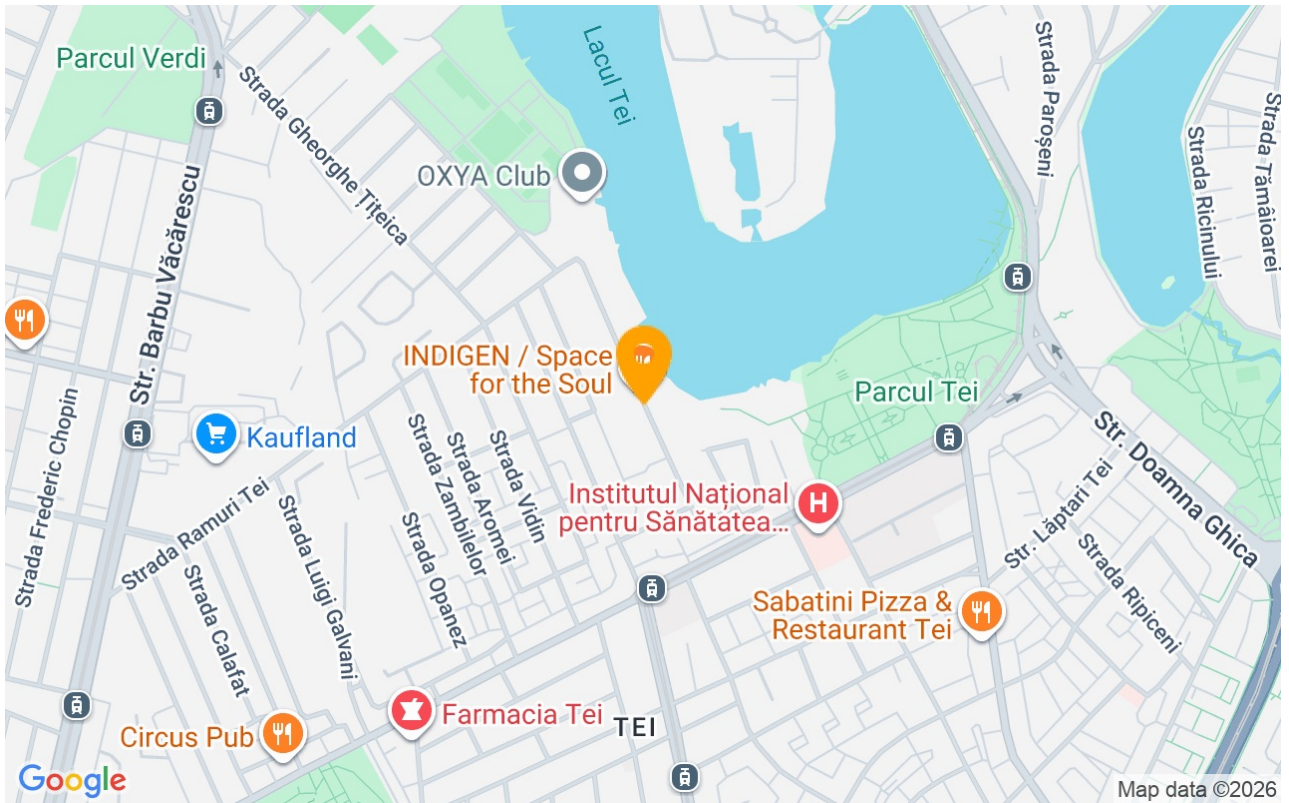 Parcul Verdi
Strada Gheorghe Țițeica
Lacul Tei
Strada Paroșeni
Strada Ricinului
Strada Tămâioarei
OXYA Club
Str. Barbu Văcărescu
INDIGEN / Space
for the Soul
Parcul Tei
Kaufland
Strada Frederic Chopin
Strada Ramuri Tei
Strada Luigi Galvani
Strada Calafat
Strada Opanez
Strada Zambilelor
Strada Aromei
Strada Vidin
Institutul Național
pentru Sănătatea...
H
Str. Doamna Ghica
Str. Lăptari Tei
Strada Ripiceni
Sabatini Pizza &
Restaurant Tei
Farmacia Tei
TEI
Circus Pub
Google
Map data ©2026